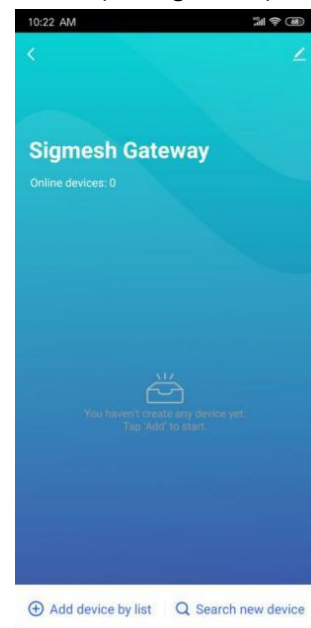 10:22 AM
68
Sigmesh Gateway
Online devices: 0
You haven't create any device yet.
Tap 'Add' to start.
Add device by list
Search new device